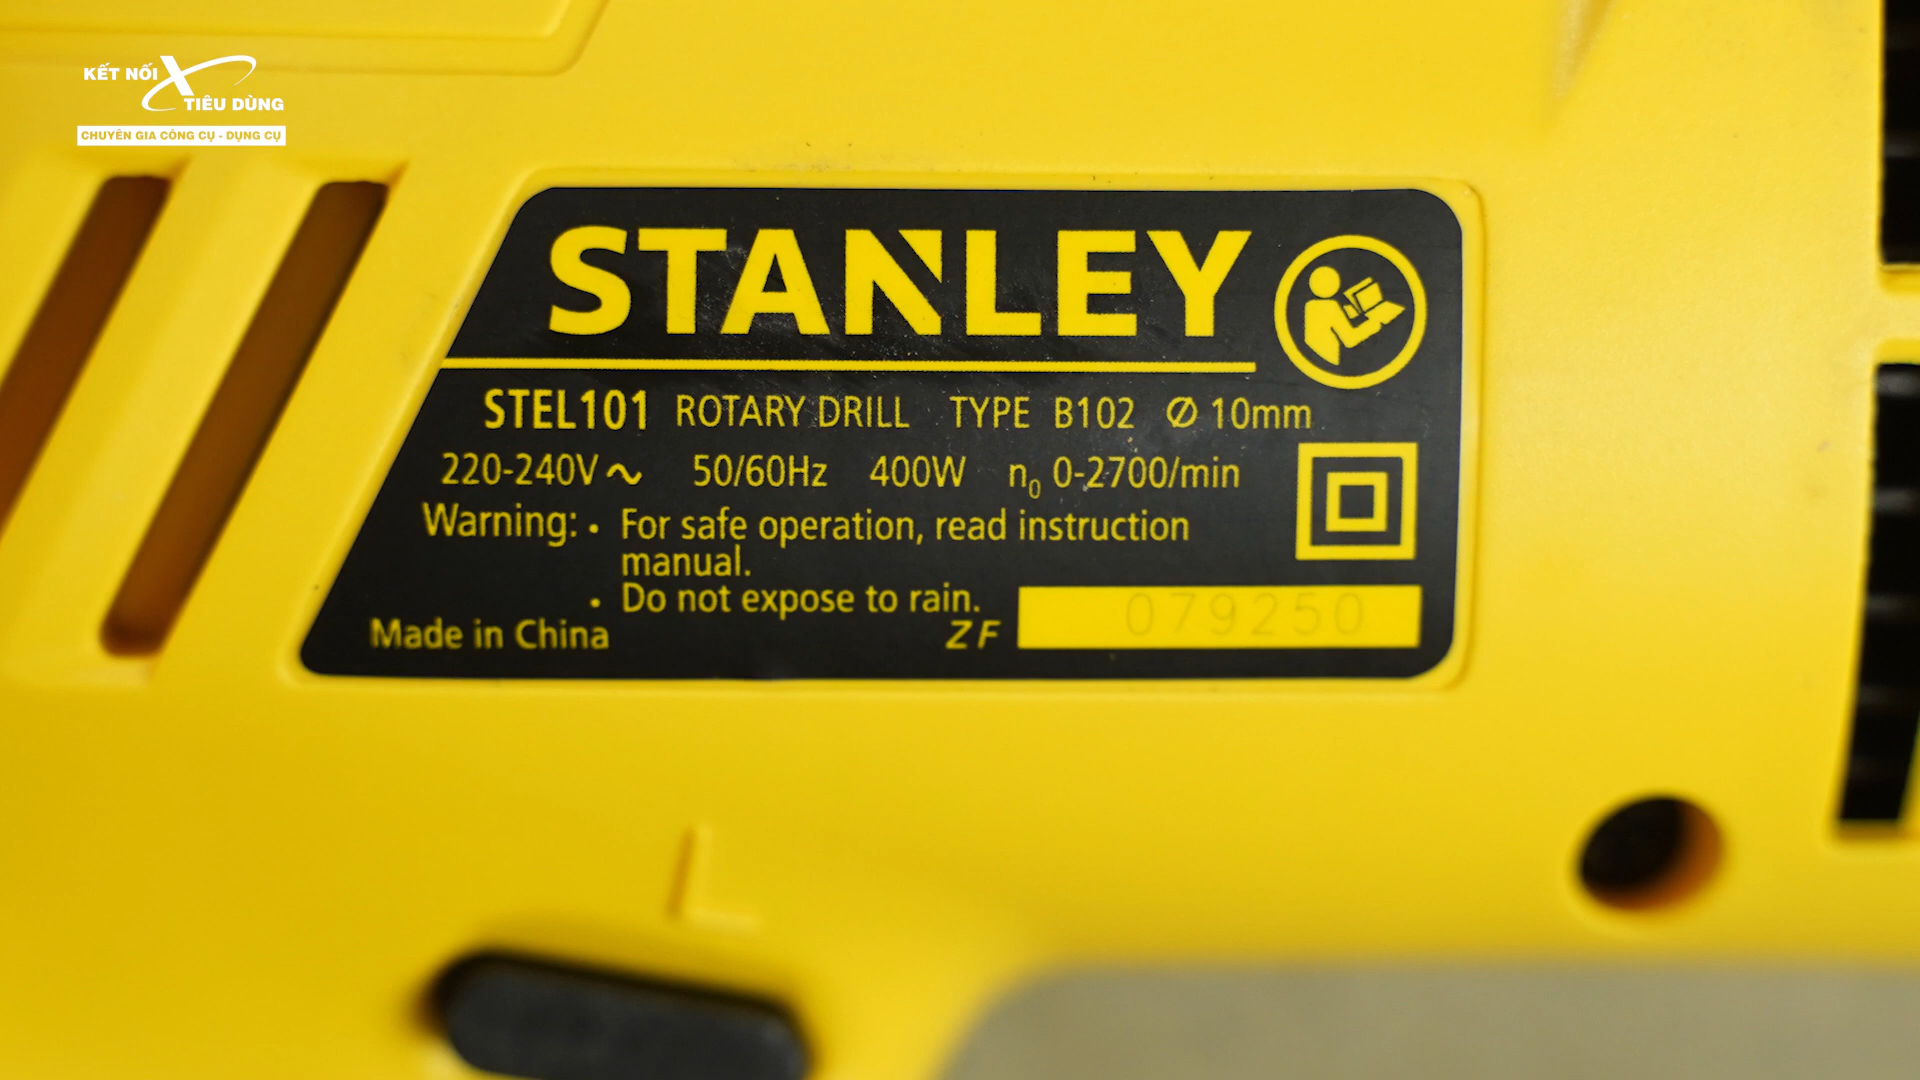 KẾT NỐI
TIÊU DÙNG
CHUYÊN GIA CÔNG CỤ - DỤNG CỤ
STANLEY
STEL101 ROTARY DRILL TYPE B102 Ø 10mm
220-240V ~ 50/60Hz 400W n₀ 0-2700/min
Warning: • For safe operation, read instruction
manual.
• Do not expose to rain.
079250
Made in China ZF
L